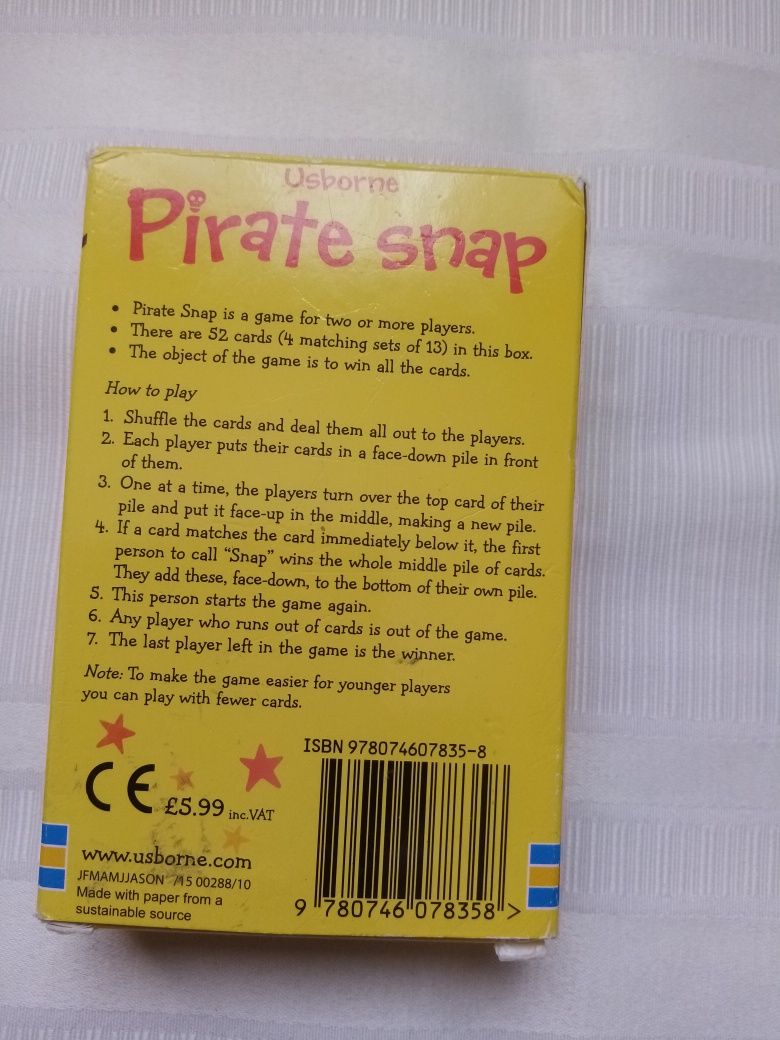 Usborne
Pirate snap
• Pirate Snap is a game for two or more players.
• There are 52 cards (4 matching sets of 13) in this box.
• The object of the game is to win all the cards.
How to play
1. Shuffle the cards and deal them all out to the players.
2. Each player puts their cards in a face-down pile in front
of them.
3. One at a time, the players turn over the top card of their
pile and put it face-up in the middle, making a new pile.
4. If a card matches the card immediately below it, the first
person to call “Snap” wins the whole middle pile of cards.
They add these, face-down, to the bottom of their own pile.
5. This person starts the game again.
6. Any player who runs out of cards is out of the game.
7. The last player left in the game is the winner.
Note: To make the game easier for younger players
you can play with fewer cards.
ISBN 978074607835-8
CE £5.99 inc.VAT
www.usborne.com
JFMAMJJASON /15 00288/10
Made with paper from a
sustainable source
9 780746 078358 >